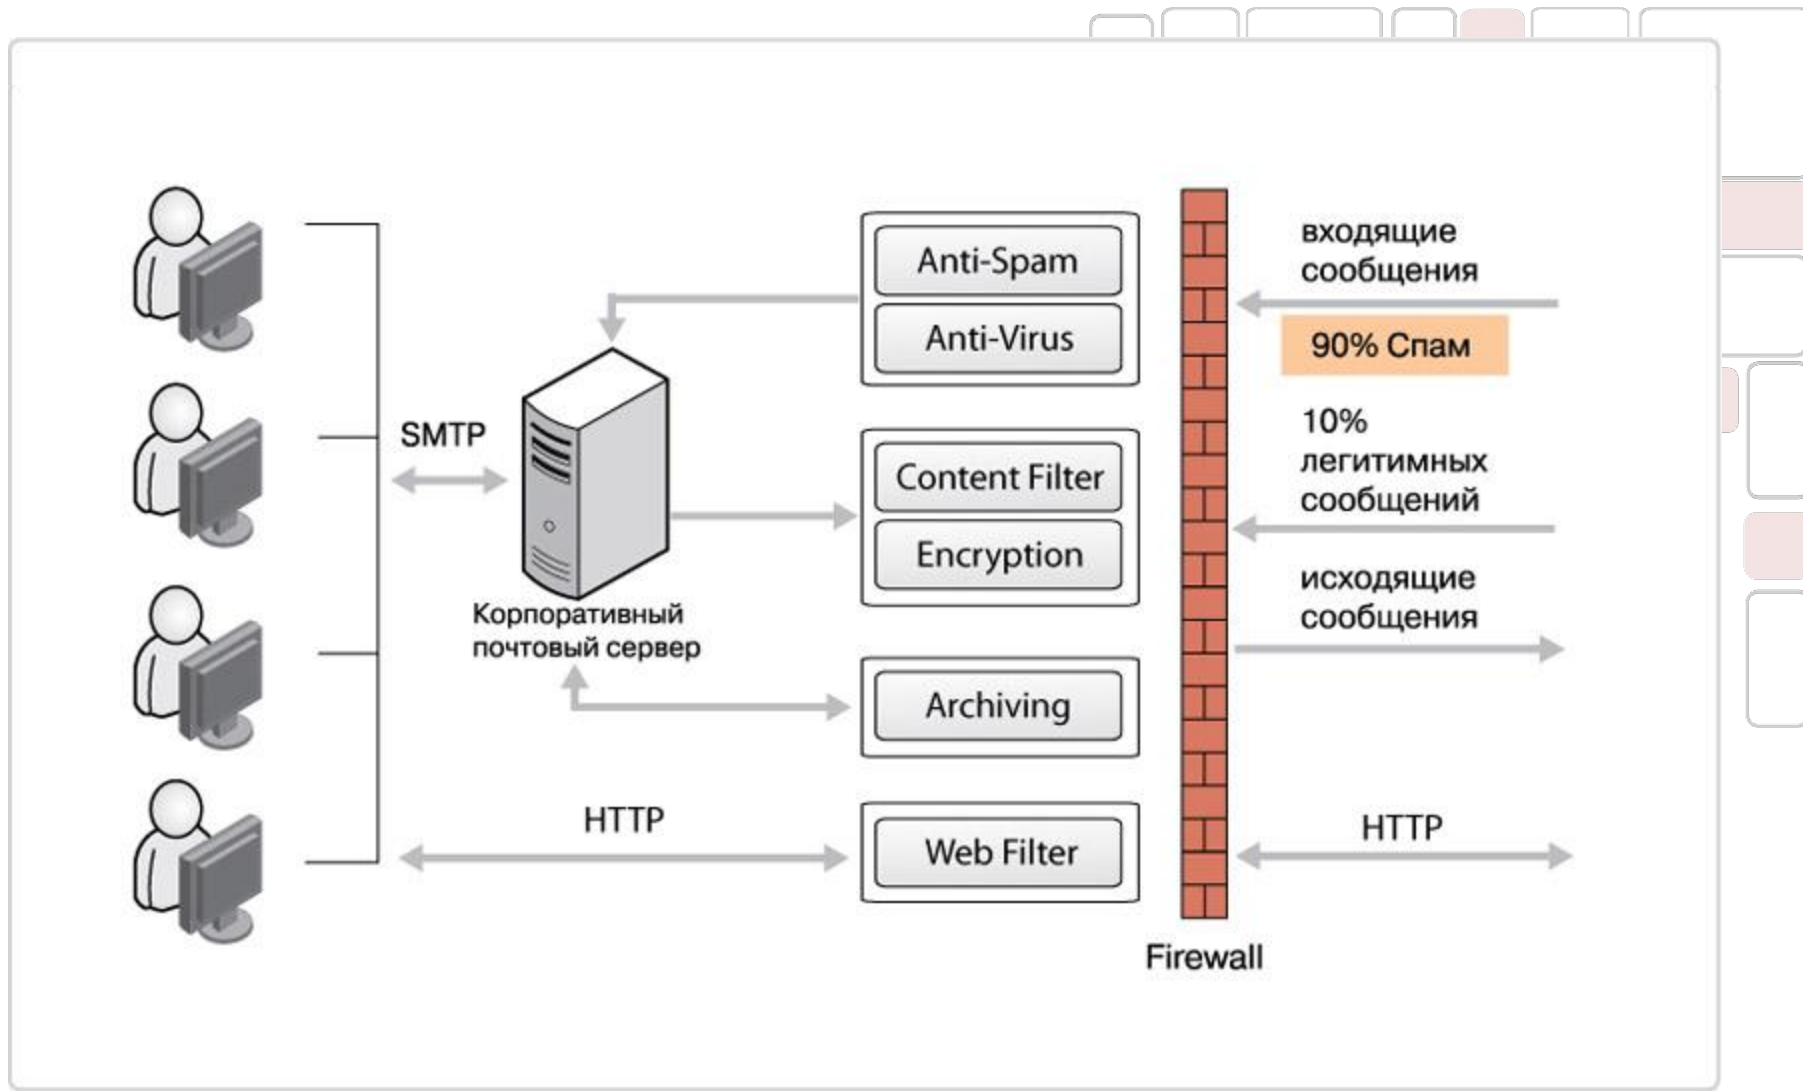 Anti-Spam
Anti-Virus
входящие
сообщения
90% Спам
SMTP
Content Filter
Encryption
10%
легитимных
сообщений
исходящие
сообщения
Корпоративный
почтовый сервер
Archiving
HTTP
Web Filter
HTTP
Firewall